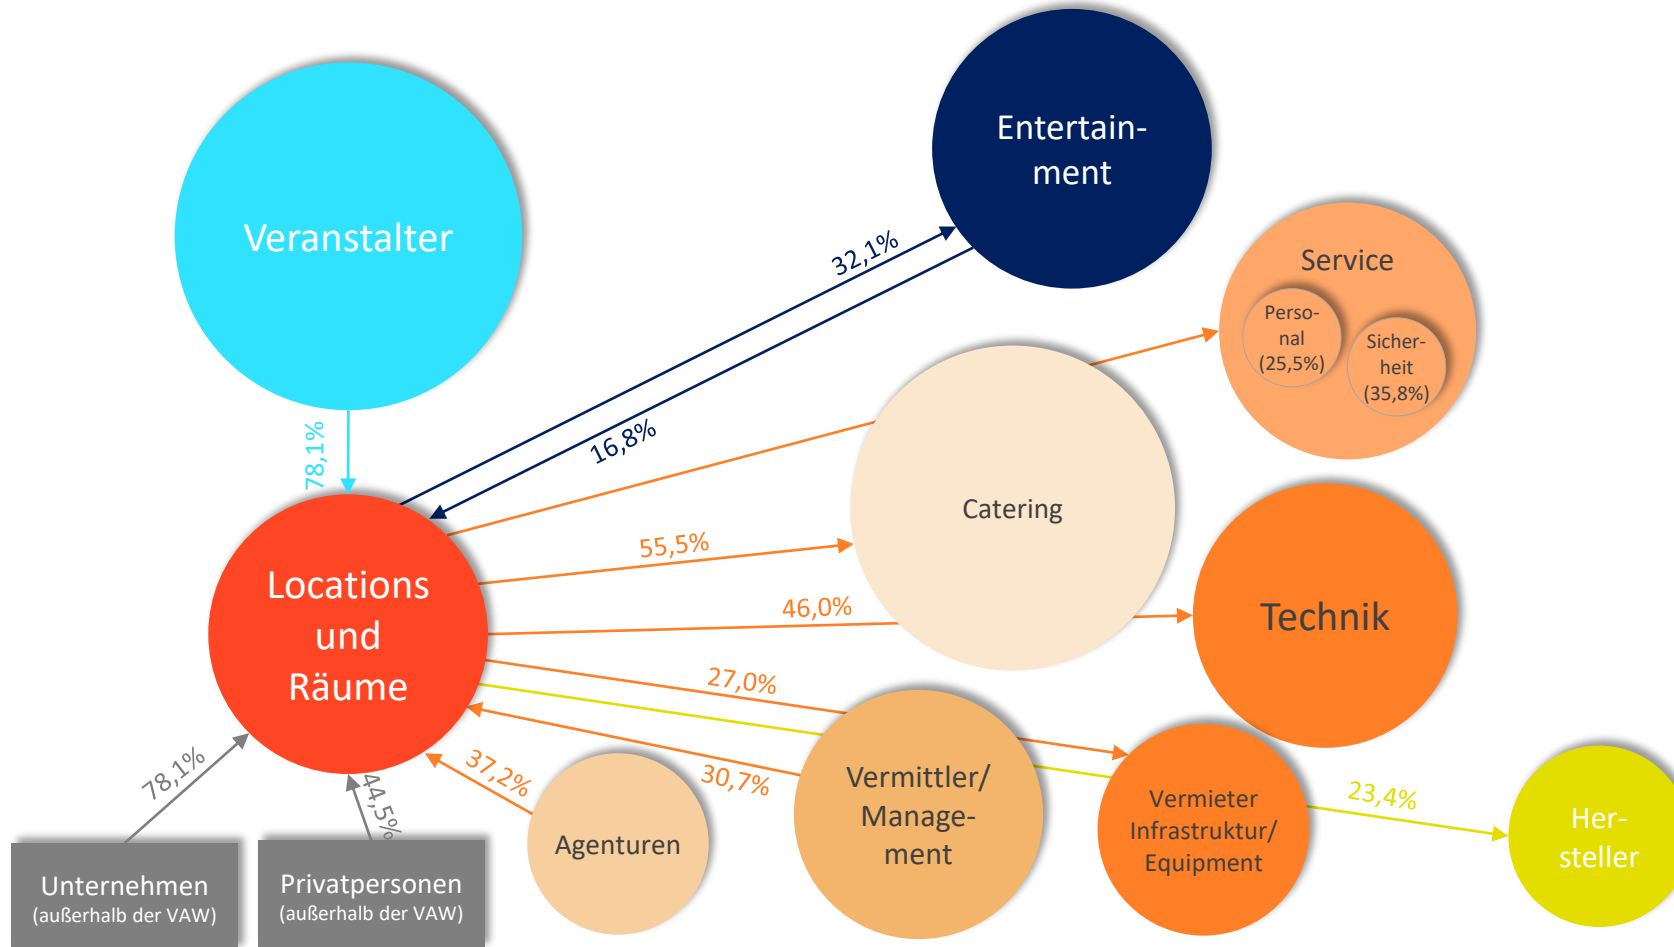 Entertain-
ment
Veranstalter
32,1%
Service
Perso-
nal
(25,5%)
Sicher-
heit
(35,8%)
16,8%
78,1%
Catering
55,5%
46,0%
Technik
Locations
und
Räume
27,0%
30,7%
37,2%
78,1%
44,5%
23,4%
Vermittler/
Manage-
ment
Vermieter
Infrastruktur/
Equipment
Her-
steller
Agenturen
Unternehmen
(außerhalb der VAW)
Privatpersonen
(außerhalb der VAW)